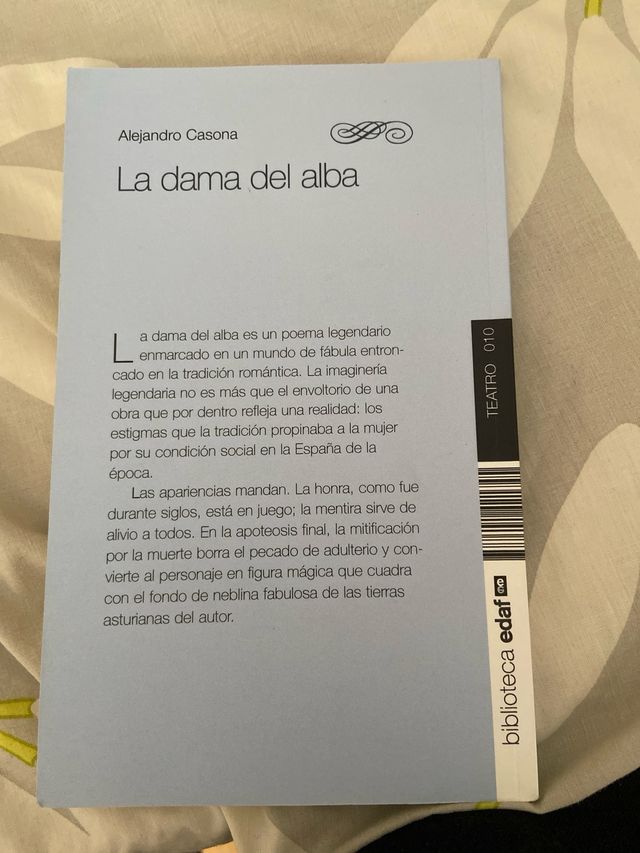 Alejandro Casona
La dama del alba
La dama del alba es un poema legendario
enmarcado en un mundo de fábula entron-
cado en la tradición romántica. La imaginería
legendaria no es más que el envoltorio de una
obra que por dentro refleja una realidad: los
estigmas que la tradición propinaba a la mujer
por su condición social en la España de la
época.
Las apariencias mandan. La honra, como fue
durante siglos, está en juego; la mentira sirve de
alivio a todos. En la apoteosis final, la mitificación
por la muerte borra el pecado de adulterio y con-
vierte al personaje en figura mágica que cuadra
con el fondo de neblina fabulosa de las tierras
asturianas del autor.
TEATRO 010
biblioteca edaf